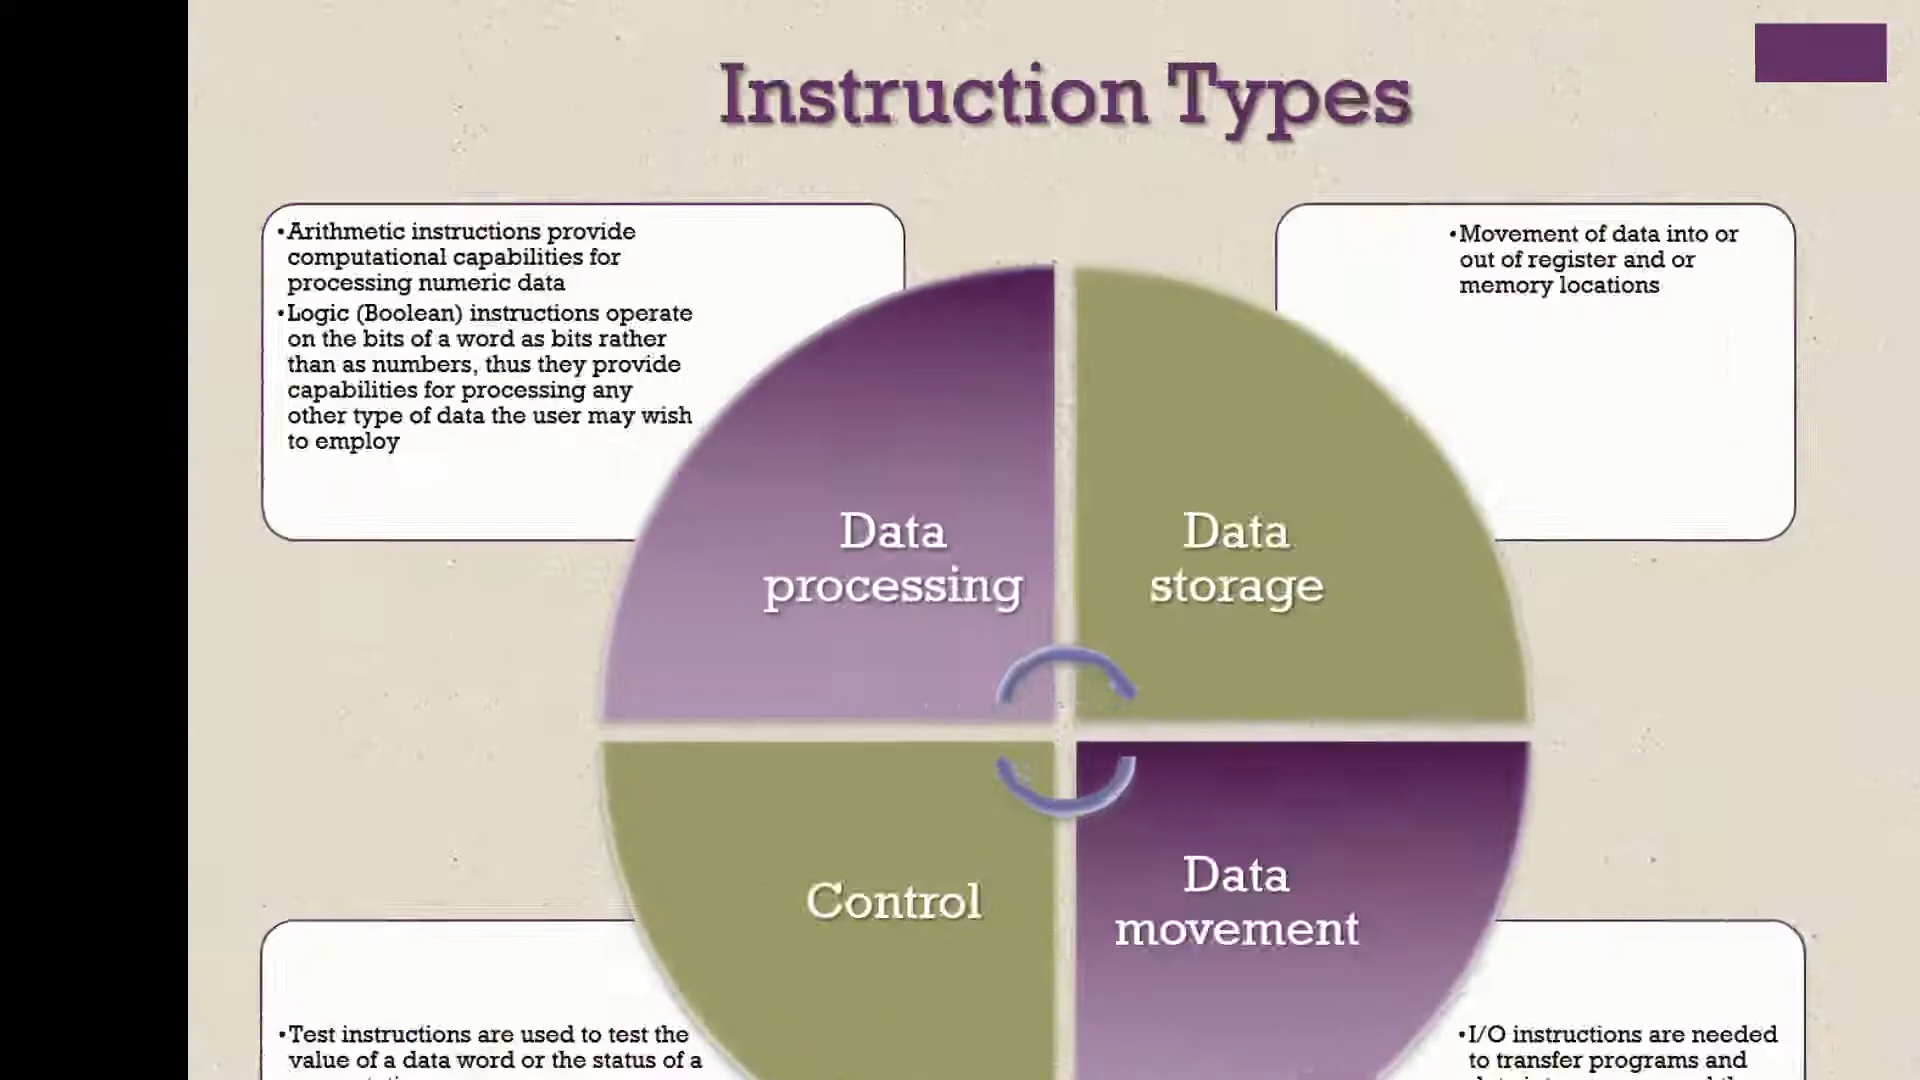 Instruction Types
•Arithmetic instructions provide
computational capabilities for
processing numeric data
•Logic (Boolean) instructions operate
on the bits of a word as bits rather
than as numbers, thus they provide
capabilities for processing any
other type of data the user may wish
to employ
•Movement of data into or
out of register and or
memory locations
Data
processing
Data
storage
Control
Data
movement
•Test instructions are used to test the
value of a data word or the status of a
•I/O instructions are needed
to transfer programs and